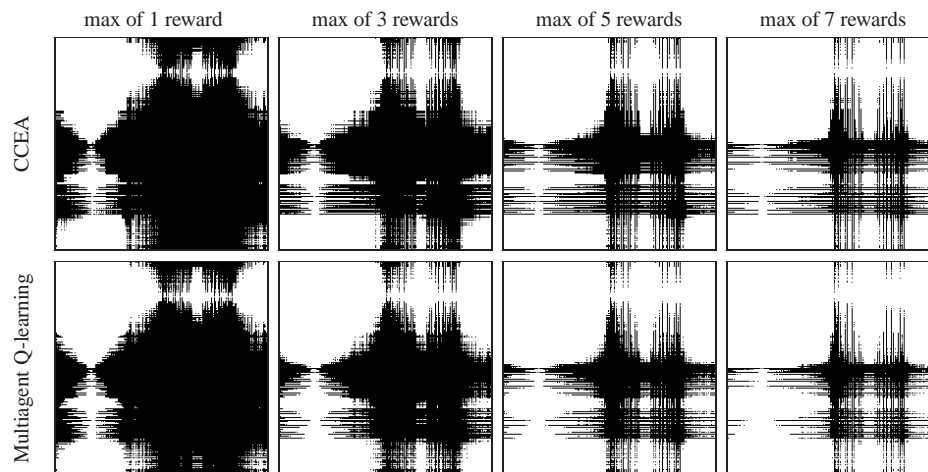 max of 1 reward
max of 3 rewards
max of 5 rewards
max of 7 rewards
CCEA
Multiagent Q-learning